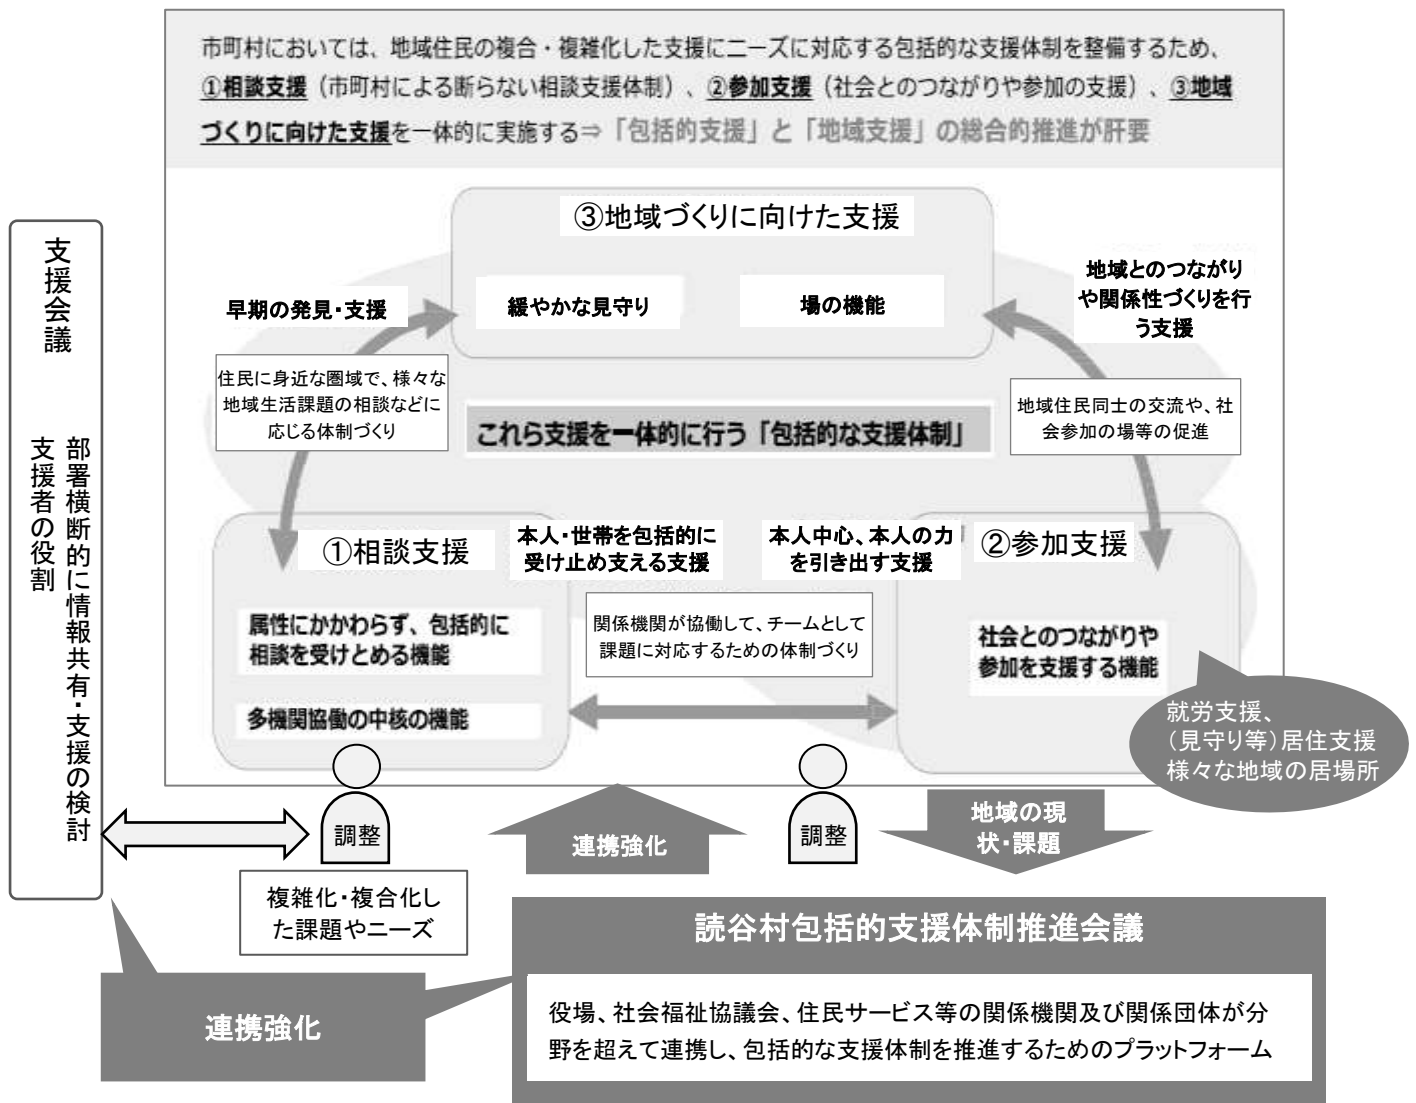 市町村においては、地域住民の複合・複雑化した支援にニーズに対応する包括的な支援体制を整備するため、
①相談支援（市町村による断らない相談支援体制）、②参加支援（社会とのつながりや参加の支援）、③地域
づくりに向けた支援を一体的に実施する⇒「包括的支援」と「地域支援」の総合的推進が肝要
支援会議
部署横断的に情報共有・支援の検討
支援者の役割
③地域づくりに向けた支援
緩やかな見守り
場の機能
早期の発見・支援
住民に身近な圏域で、様々な
地域生活課題の相談などに
応じる体制づくり
地域とのつながり
や関係性づくりを行
う支援
地域住民同士の交流や、社
会参加の場等の促進
これら支援を一体的に行う「包括的な支援体制」
①相談支援
属性にかかわらず、包括的に
相談を受けとめる機能
多機関協働の中核の機能
本人・世帯を包括的に
受け止め支える支援
本人中心、本人の力
を引き出す支援
関係機関が協働して、チームとして
課題に対応するための体制づくり
②参加支援
社会とのつながりや
参加を支援する機能
就労支援、
（見守り等）居住支援
様々な地域の居場所
調整
複雑化・複合化し
た課題やニーズ
連携強化
調整
地域の現
状・課題
連携強化
読谷村包括的支援体制推進会議
役場、社会福祉協議会、住民サービス等の関係機関及び関係団体が分
野を超えて連携し、包括的な支援体制を推進するためのプラットフォーム